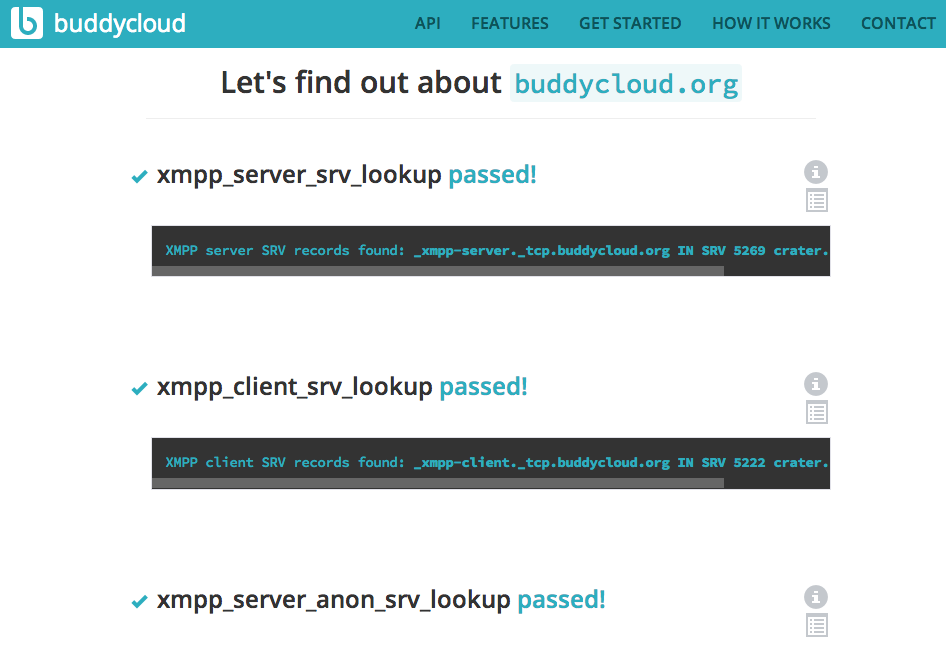 buddycloud API FEATURES GET STARTED HOW IT WORKS CONTACT
Let's find out about buddycloud.org
xmpp_server_srv_lookup passed!
XMPP server SRV records found: _xmpp-server._tcp.buddycloud.org IN SRV 5269 crater.
xmpp_client_srv_lookup passed!
XMPP client SRV records found: _xmpp-client._tcp.buddycloud.org IN SRV 5222 crater.
xmpp_server_anon_srv_lookup passed!